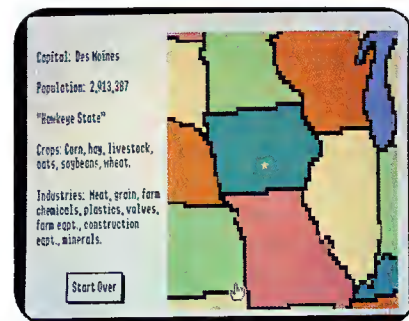 Capital: Des Moines
Population: 2,913,387
"Hawkeye State"
Crops: Corn, hay, livestock,
oats, soybeans, wheat.
Industries: Meat, grain, farm
chemicals, plastics, valves,
farm eqpt., construction
eqpt., minerals.
Start Over